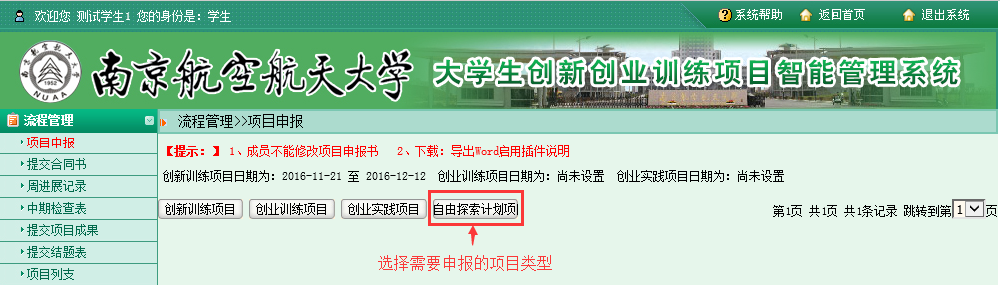 欢迎您 测试学生1 您的身份是：学生
系统帮助 返回首页 退出系统
NUAA
1952
南京航空航天大学 大学生创新创业训练项目智能管理系统
流程管理
流程管理>>项目申报
项目申报
【提示：】 1、成员不能修改项目申报书 2、下载：导出Word启用插件说明
提交合同书
创新训练项目日期为：2016-11-21 至 2016-12-12 创业训练项目日期为：尚未设置 创业实践项目日期为：尚未设置
周进展记录
中期检查表
创新训练项目 创业训练项目 创业实践项目 自由探索计划项
第1页 共1页 共1条记录 跳转到第 1 页
提交项目成果
提交结题表
选择需要申报的项目类型
项目列支